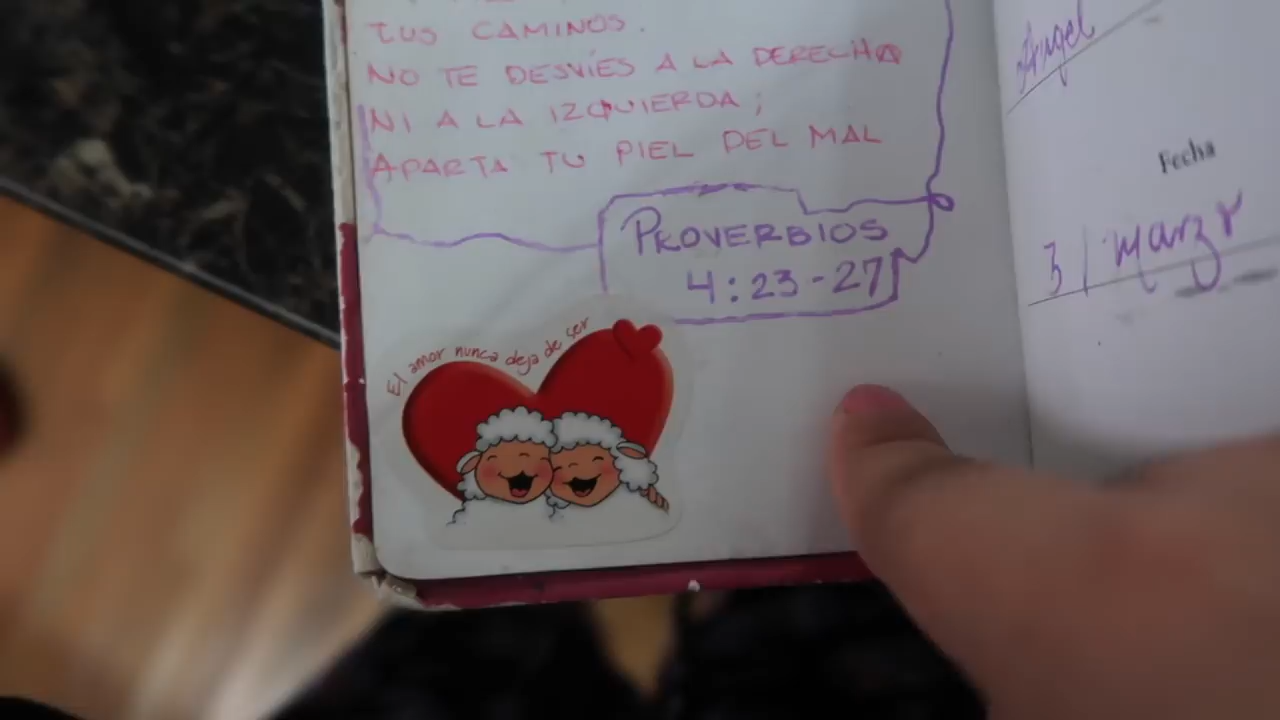 TUS CAMINOS.
NO TE DESVÍES A LA DERECHA
NI A LA IZQUIERDA;
APARTA TU PIEL DEL MAL
PROVERBIOS
4:23-27
El amor nunca deja de ser
Angel
Fecha
3/marzo